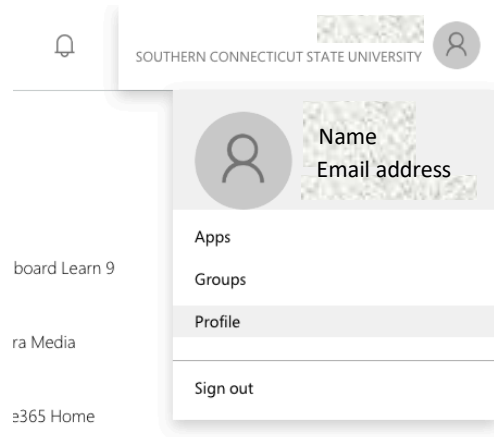 SOUTHERN CONNECTICUT STATE UNIVERSITY
Name
Email address
Apps
board Learn 9
Groups
Profile
ra Media
Sign out
e365 Home